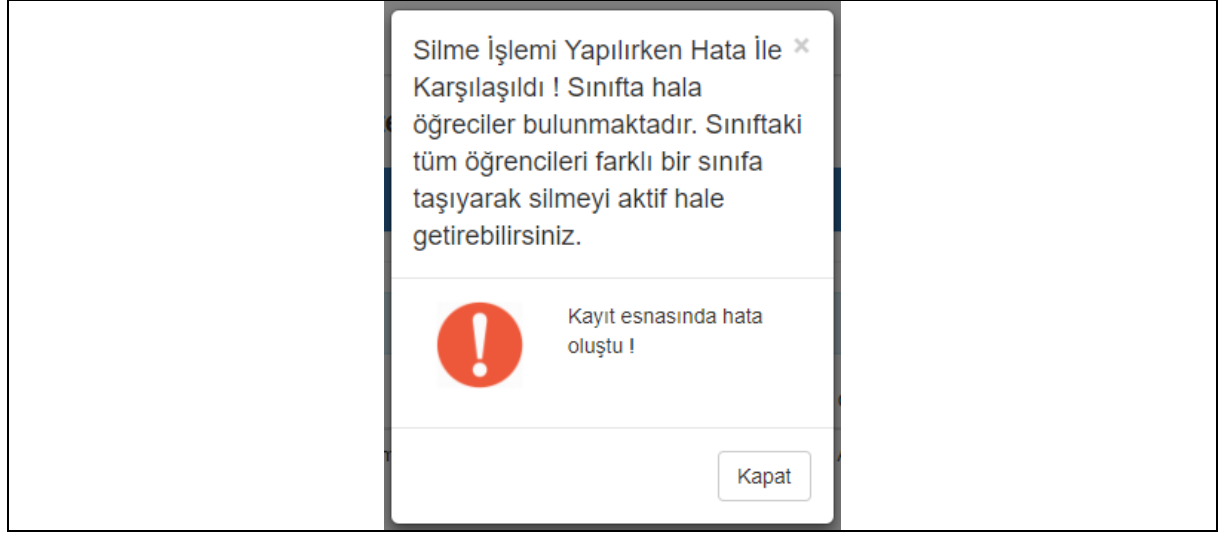 Silme İşlemi Yapılırken Hata İle ×
Karşılaşıldı ! Sınıfta hala
öğreciler bulunmaktadır. Sınıftaki
tüm öğrencileri farklı bir sınıfa
taşıyarak silmeyi aktif hale
getirebilirsiniz.
Kayıt esnasında hata
oluştu !
Kapat